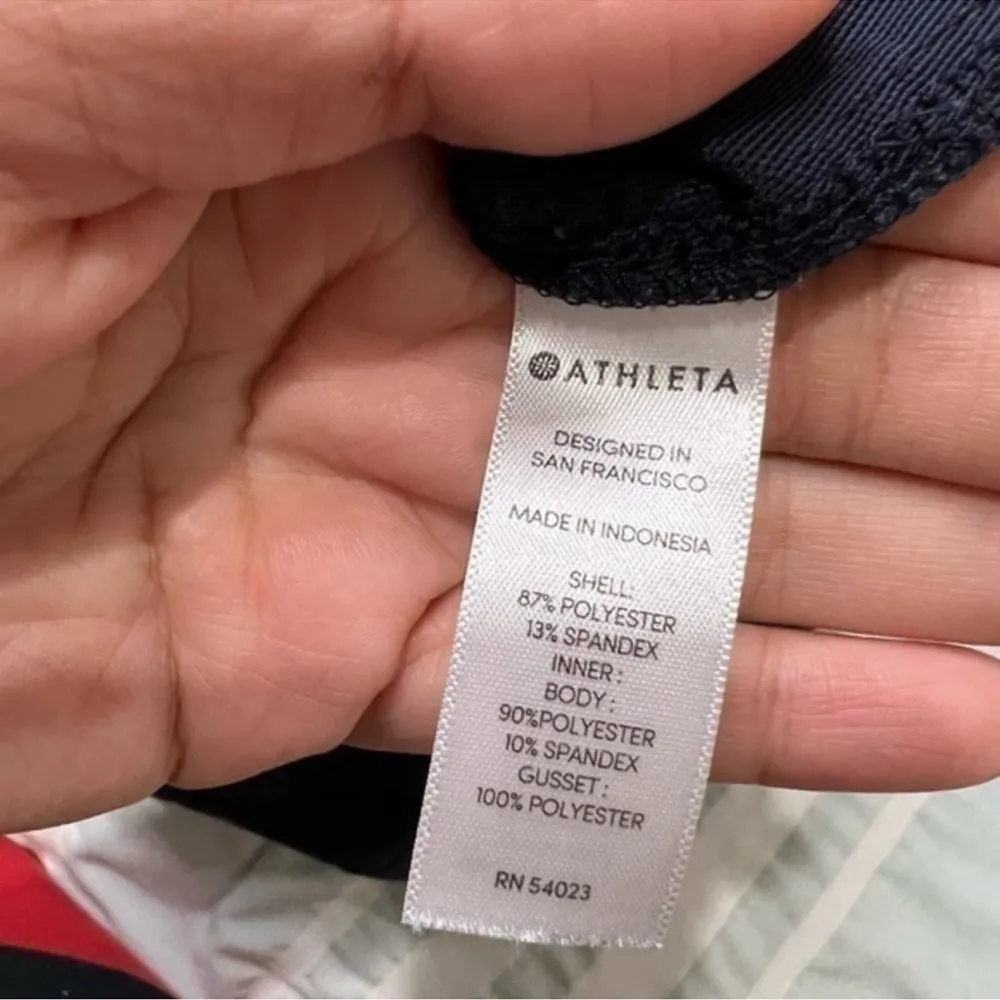 ATHLETA
DESIGNED IN
SAN FRANCISCO
MADE IN INDONESIA
SHELL:
87% POLYESTER
13% SPANDEX
INNER :
BODY :
90%POLYESTER
10% SPANDEX
GUSSET :
100% POLYESTER
RN 54023